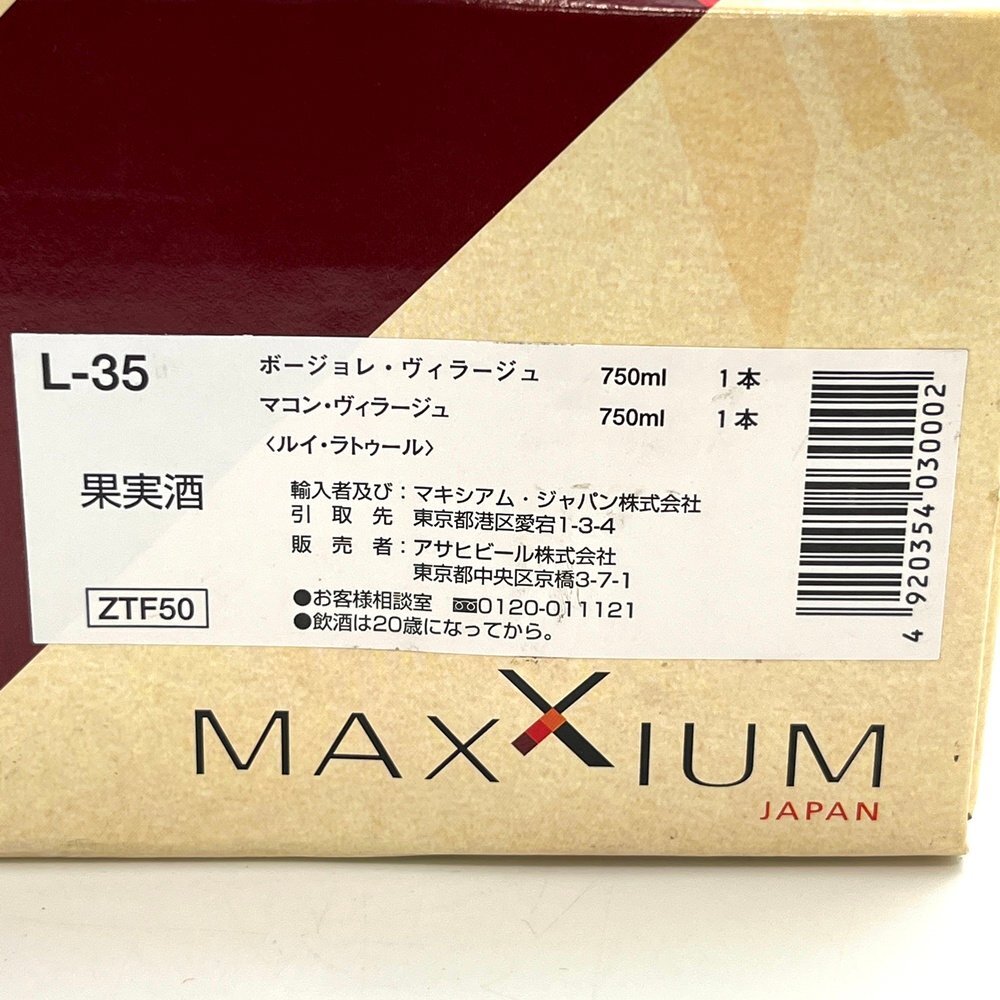 L-35
ボージョレ・ヴィラージュ 750ml 1本
マコン・ヴィラージュ 750ml 1本
〈ルイ・ラトゥール〉
果実酒
輸入者及び：マキシアム・ジャパン株式会社
引取先 東京都港区愛宕1-3-4
販売者：アサヒビール株式会社
東京都中央区京橋3-7-1
ZTF50
●お客様相談室 0120-011121
●飲酒は20歳になってから。
4 920354 030002
MAXXIUM
JAPAN